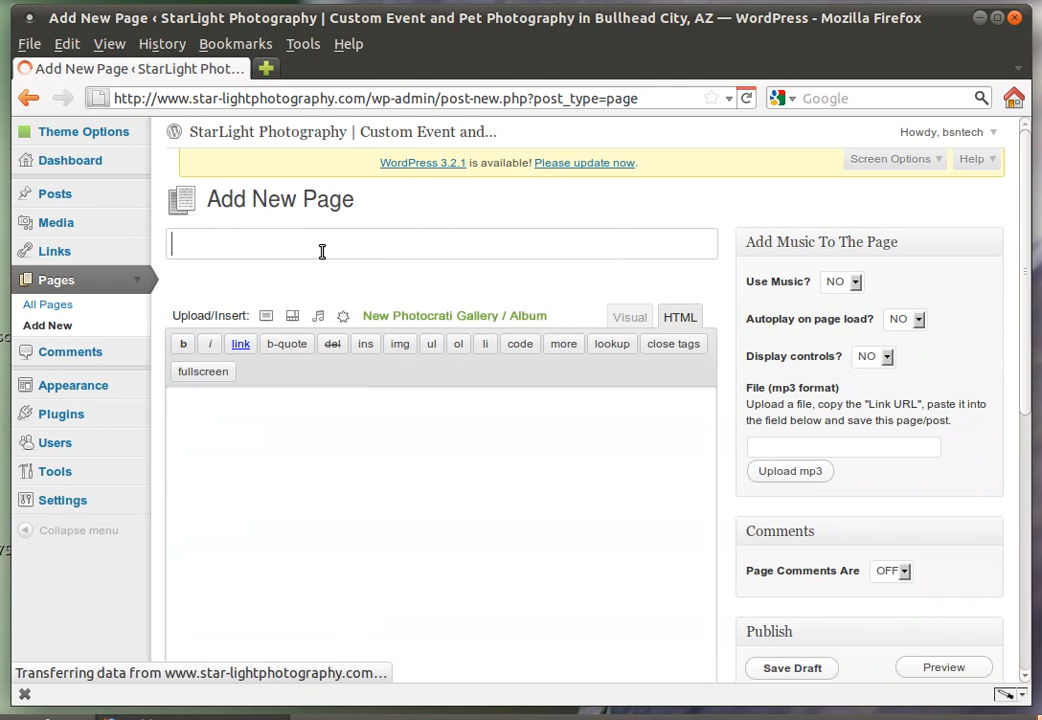 Add New Page ‹ StarLight Photography | Custom Event and Pet Photography in Bullhead City, AZ — WordPress - Mozilla Firefox
File Edit View History Bookmarks Tools Help
Add New Page ‹ StarLight Phot...
http://www.star-lightphotography.com/wp-admin/post-new.php?post_type=page
Google
Theme Options
Dashboard
Posts
Media
Links
Pages
All Pages
Add New
Comments
Appearance
Plugins
Users
Tools
Settings
Collapse menu
StarLight Photography | Custom Event and...
Howdy, bsntech
WordPress 3.2.1 is available! Please update now.
Screen Options
Help
Add New Page
Upload/Insert:
New Photocrati Gallery / Album
Visual
HTML
b i link b-quote del ins img ul ol li code more lookup close tags
fullscreen
Add Music To The Page
Use Music? NO
Autoplay on page load? NO
Display controls? NO
File (mp3 format)
Upload a file, copy the "Link URL", paste it into
the field below and save this page/post.
Upload mp3
Comments
Page Comments Are OFF
Publish
Save Draft
Preview
Transferring data from www.star-lightphotography.com...